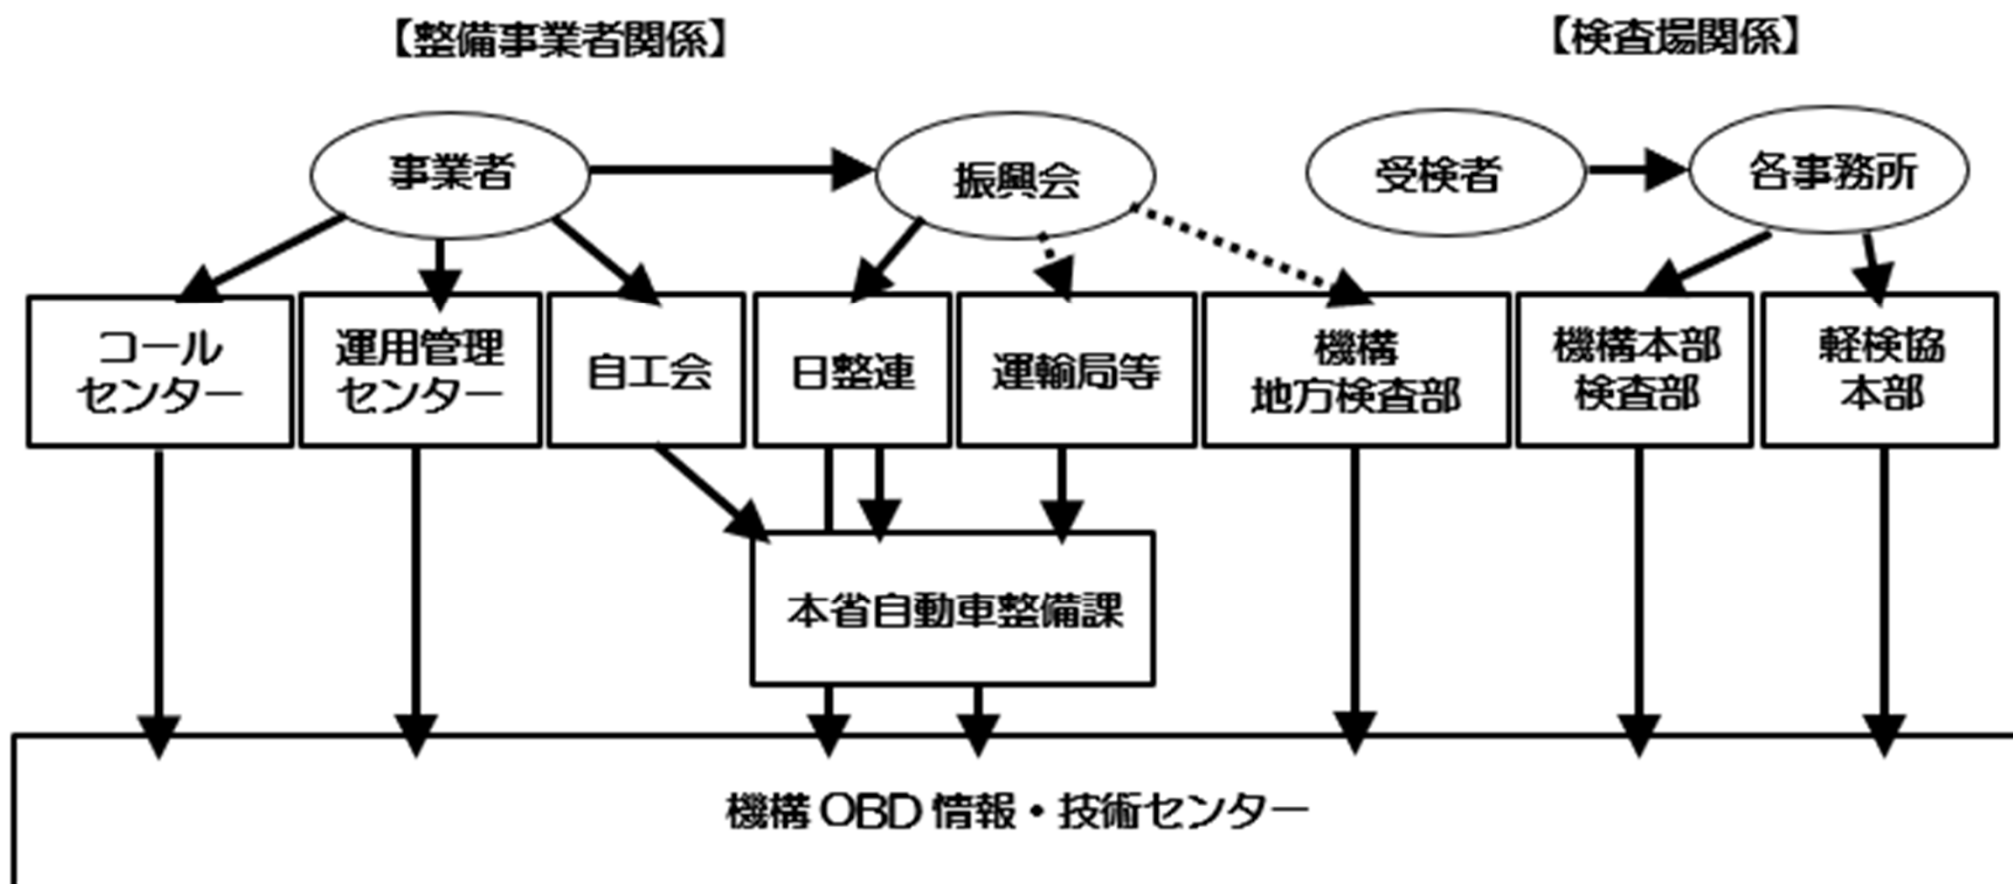 【整備事業者関係】
【検査場関係】
事業者
振興会
受検者
各事務所
コール
センター
運用管理
センター
自工会
日整連
運輸局等
機構
地方検査部
機構本部
検査部
軽検協
本部
本省自動車整備課
機構 OBD 情報・技術センター